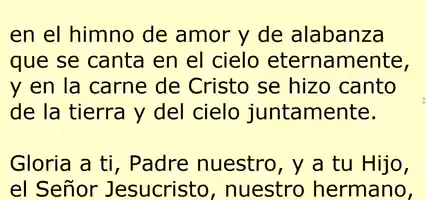 en el himno de amor y de alabanza
que se canta en el cielo eternamente,
y en la carne de Cristo se hizo canto
de la tierra y del cielo juntamente.
Gloria a ti, Padre nuestro, y a tu Hijo,
el Señor Jesucristo, nuestro hermano,